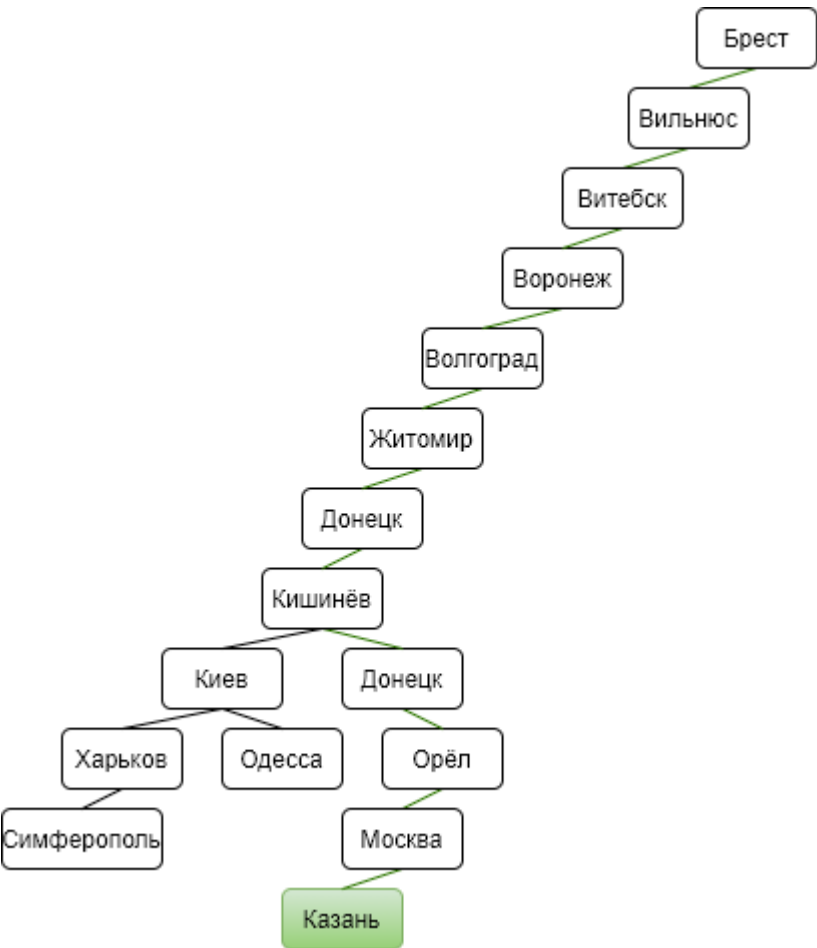 Брест
Вильнюс
Витебск
Воронеж
Волгоград
Житомир
Донецк
Кишинёв
Киев
Донецк
Харьков
Одесса
Орёл
Симферополь
Москва
Казань